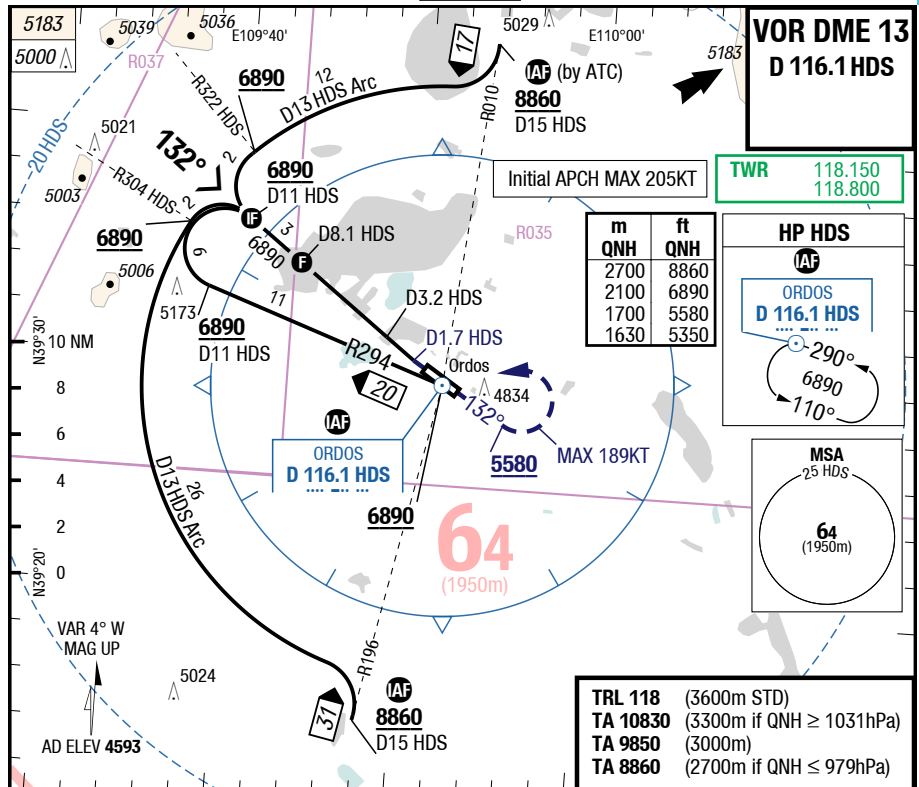 5183
5000
5039
5036
R037
E109°40'
5029
E110°00'
5183
VOR DME 13
D 116.1 HDS
17
IAF (by ATC)
8860
D15 HDS
R010
12
D13 HDS Arc
6890
R322 HDS
20 HDS
5021
132°
2
R304 HDS
5003
2
6890
D11 HDS
IF
Initial APCH MAX 205KT
TWR 118.150
118.800
6890
5006
6
3
6890
F
D8.1 HDS
R035
m ft
QNH QNH
2700 8860
2100 6890
1700 5580
1630 5350
HP HDS
IAF
ORDOS
D 116.1 HDS
290°
6890
110°
5173
11
6890
D11 HDS
D3.2 HDS
D1.7 HDS
N39°30'
10 NM
8
6
4
2
0
N39°20'
R294
20
Ordos
4834
132°
5580
MAX 189KT
IAF
ORDOS
D 116.1 HDS
6890
64
(1950m)
MSA
25 HDS
64
(1950m)
26
D13 HDS Arc
R196
VAR 4° W
MAG UP
5024
AD ELEV 4593
31
IAF
8860
D15 HDS
TRL 118 (3600m STD)
TA 10830 (3300m if QNH ≥ 1031hPa)
TA 9850 (3000m)
TA 8860 (2700m if QNH ≤ 979hPa)